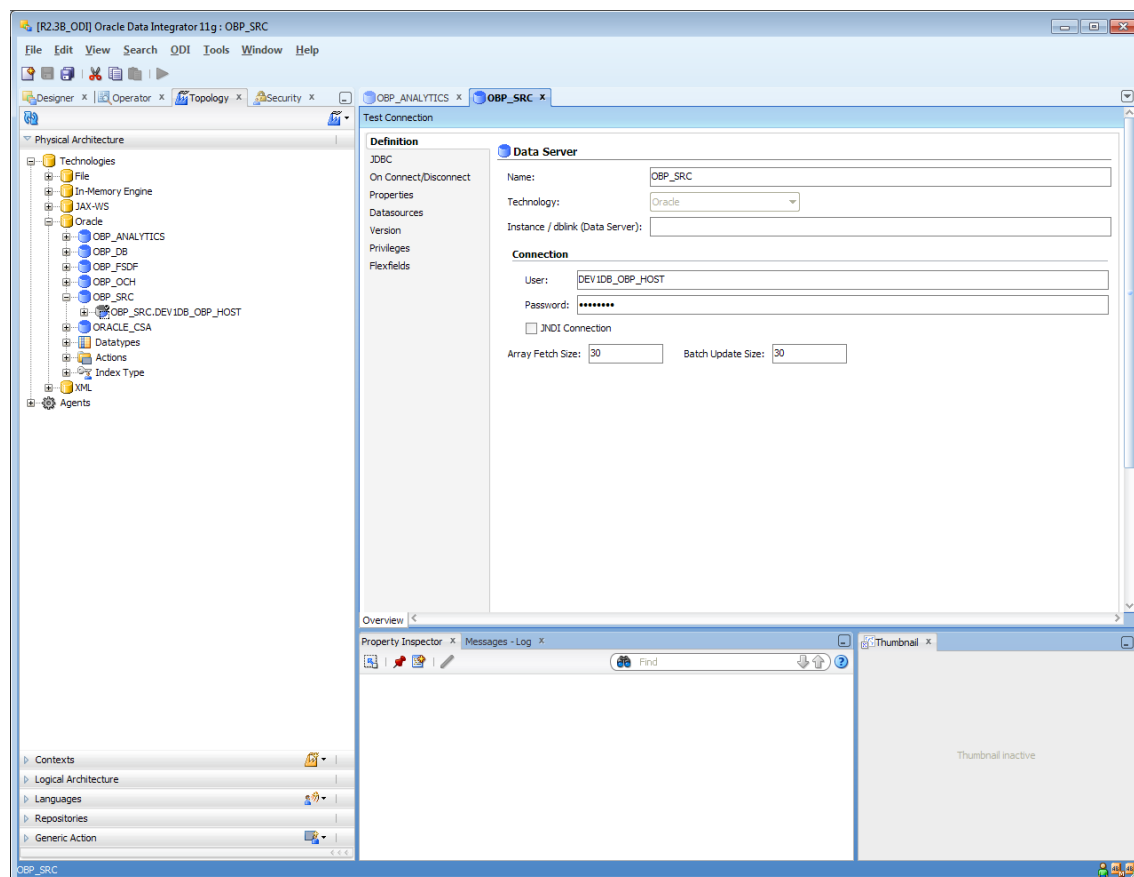 [R2.3B_ODI] Oracle Data Integrator 11g : OBP_SRC
File Edit View Search ODI Tools Window Help
Designer x Operator x Topology x Security x
OBP_ANALYTICS x OBP_SRC x
Test Connection
Physical Architecture
Technologies
File
In-Memory Engine
JAX-WS
Oracle
OBP_ANALYTICS
OBP_DB
OBP_FSDF
OBP_OCH
OBP_SRC
OBP_SRC.DEV1DB_OBP_HOST
ORACLE_CSA
Datatypes
Actions
Index Type
XML
Agents
Contexts
Logical Architecture
Languages
Repositories
Generic Action
Definition
JDBC
On Connect/Disconnect
Properties
Datasources
Version
Privileges
Flexfields
Data Server
Name: OBP_SRC
Technology: Oracle
Instance / dblink (Data Server):
Connection
User: DEV1DB_OBP_HOST
Password: ••••••••
JNDI Connection
Array Fetch Size: 30 Batch Update Size: 30
Overview
Property Inspector x Messages - Log x
Find
Thumbnail x
Thumbnail inactive
OBP_SRC